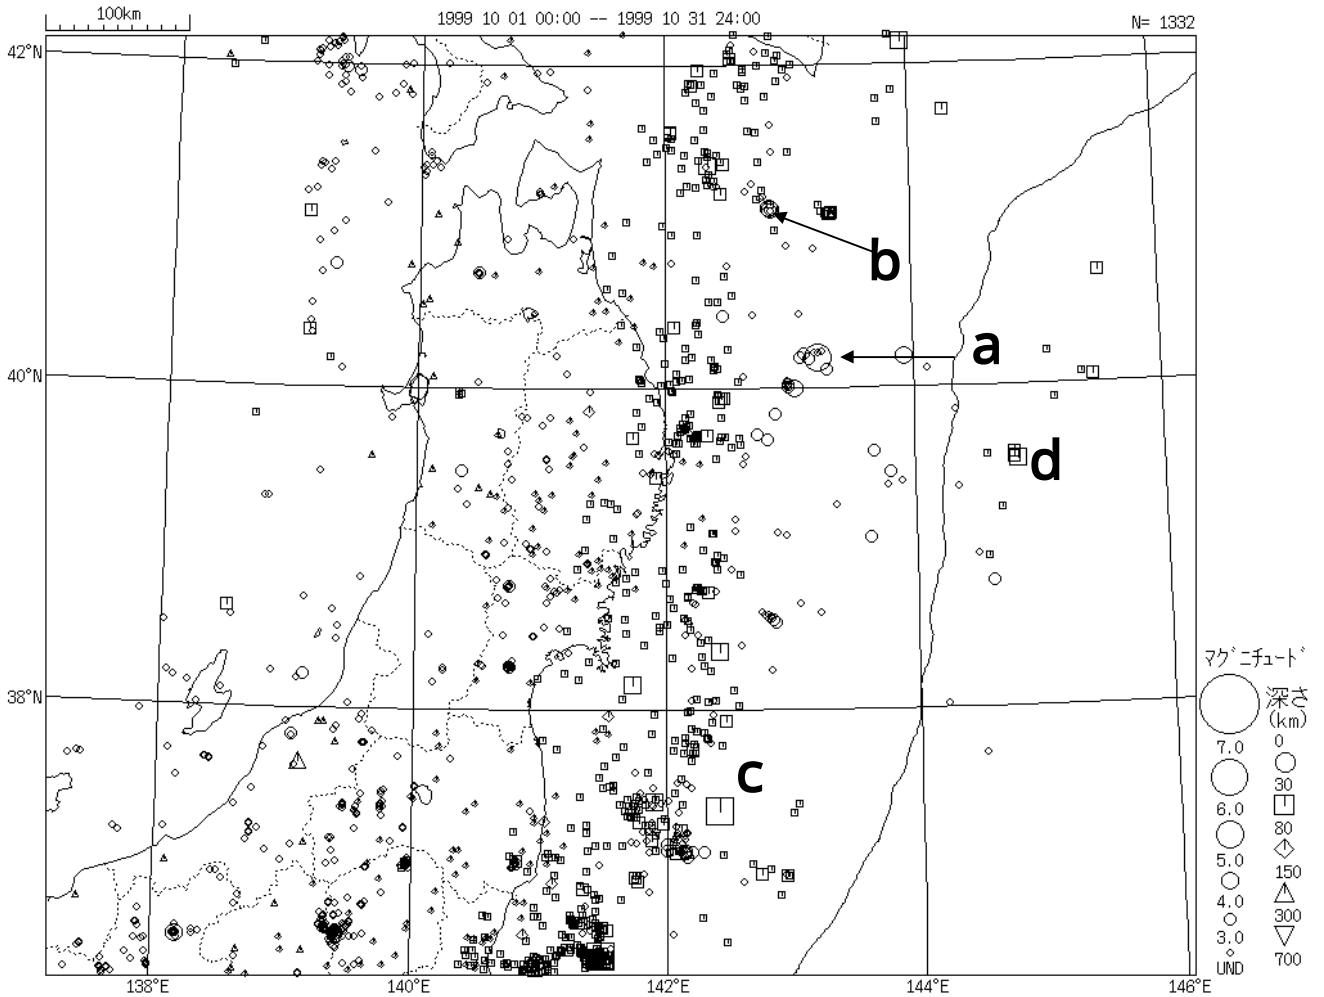 100km
1999 10 01 00:00 -- 1999 10 31 24:00
N= 1332
42°N
b
a
40°N
d
38°N
c
ﾏｸﾞﾆﾁｭｰﾄﾞ
深さ
(km)
7.0
0
30
6.0
80
5.0
150
4.0
300
3.0
700
UND
138°E
140°E
142°E
144°E
146°E